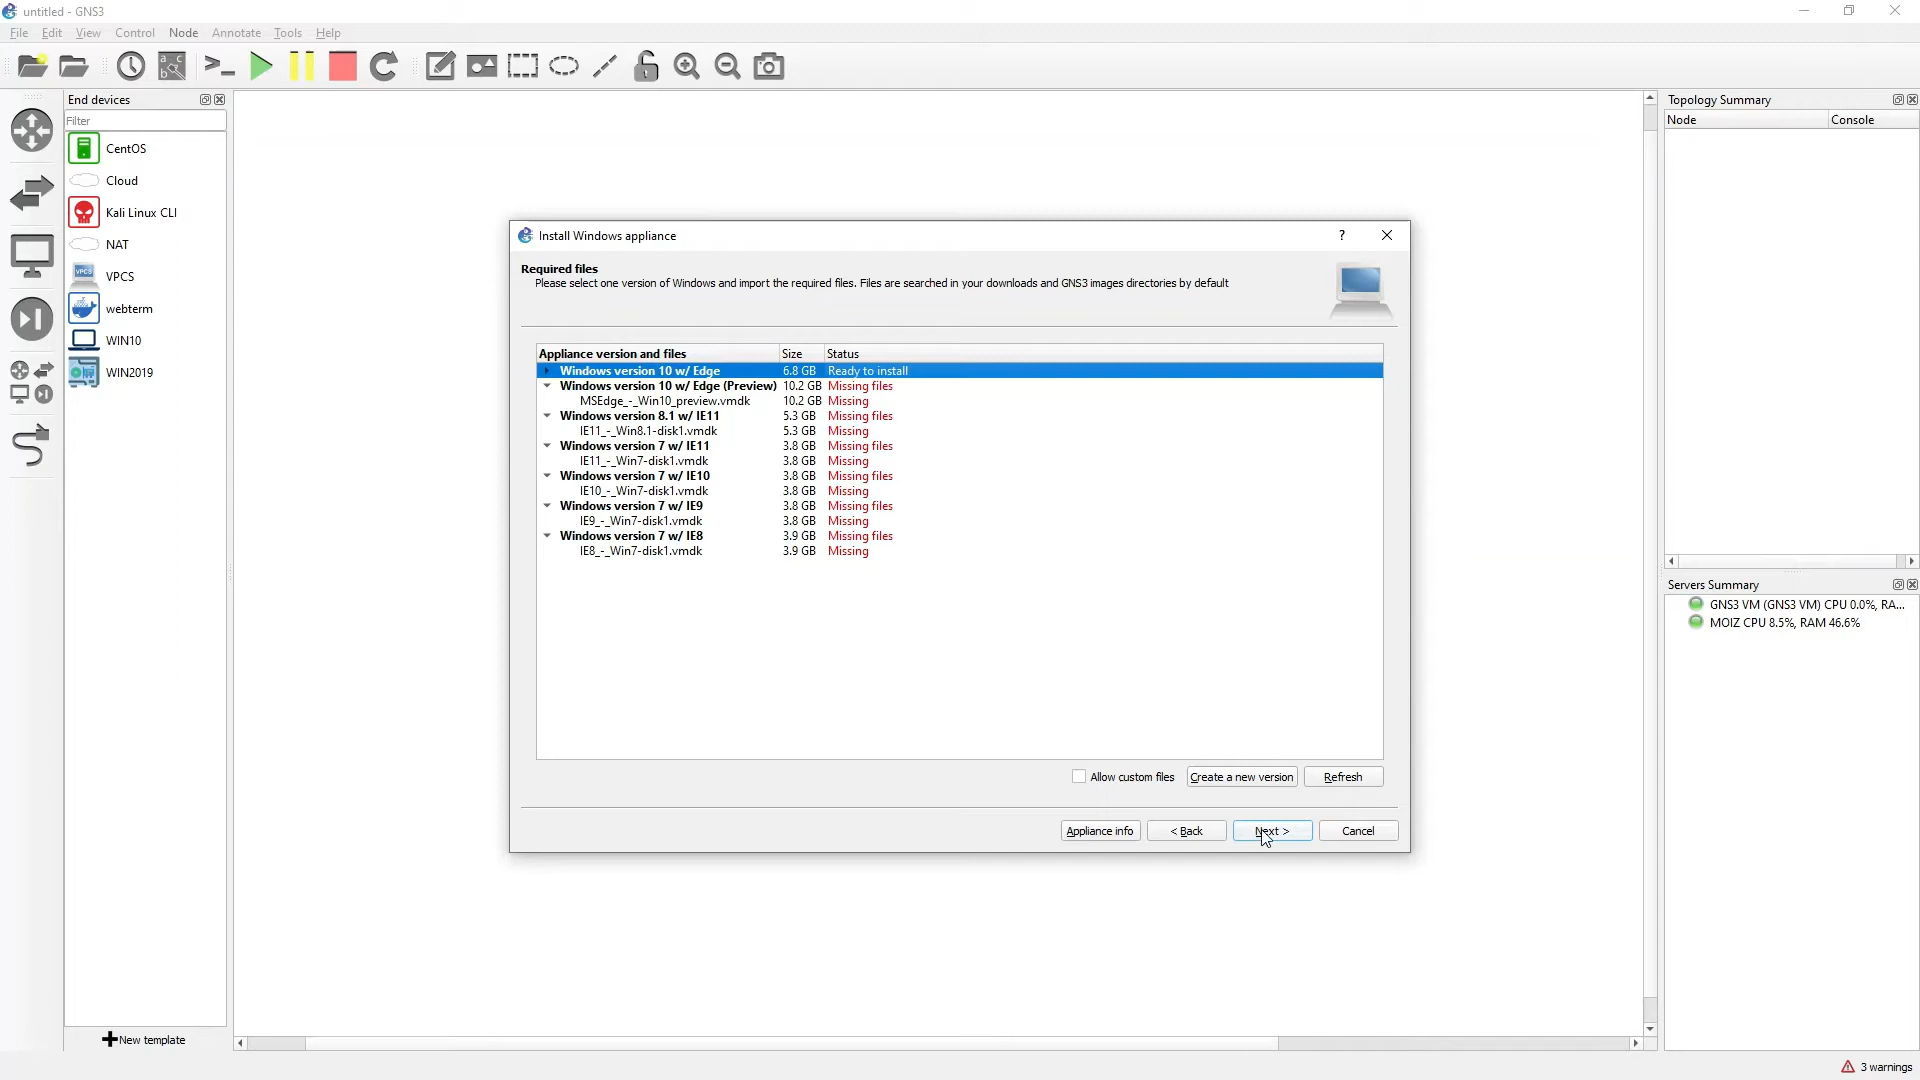 untitled - GNS3
File Edit View Control Node Annotate Tools Help
End devices
Filter
CentOS
Cloud
Kali Linux CLI
NAT
VPCS
VPCS
webterm
WIN10
WIN2019
New template
Install Windows appliance
?
Required files
Please select one version of Windows and import the required files. Files are searched in your downloads and GNS3 images directories by default
Appliance version and files Size Status
Windows version 10 w/ Edge 6.8 GB Ready to install
Windows version 10 w/ Edge (Preview) 10.2 GB Missing files
MSEdge_-_Win10_preview.vmdk 10.2 GB Missing
Windows version 8.1 w/ IE11 5.3 GB Missing files
IE11_-_Win8.1-disk1.vmdk 5.3 GB Missing
Windows version 7 w/ IE11 3.8 GB Missing files
IE11_-_Win7-disk1.vmdk 3.8 GB Missing
Windows version 7 w/ IE10 3.8 GB Missing files
IE10_-_Win7-disk1.vmdk 3.8 GB Missing
Windows version 7 w/ IE9 3.8 GB Missing files
IE9_-_Win7-disk1.vmdk 3.8 GB Missing
Windows version 7 w/ IE8 3.9 GB Missing files
IE8_-_Win7-disk1.vmdk 3.9 GB Missing
Allow custom files Create a new version Refresh
Appliance info < Back Next > Cancel
Topology Summary
Node Console
Servers Summary
GNS3 VM (GNS3 VM) CPU 0.0%, RA...
MOIZ CPU 8.5%, RAM 46.6%
3 warnings